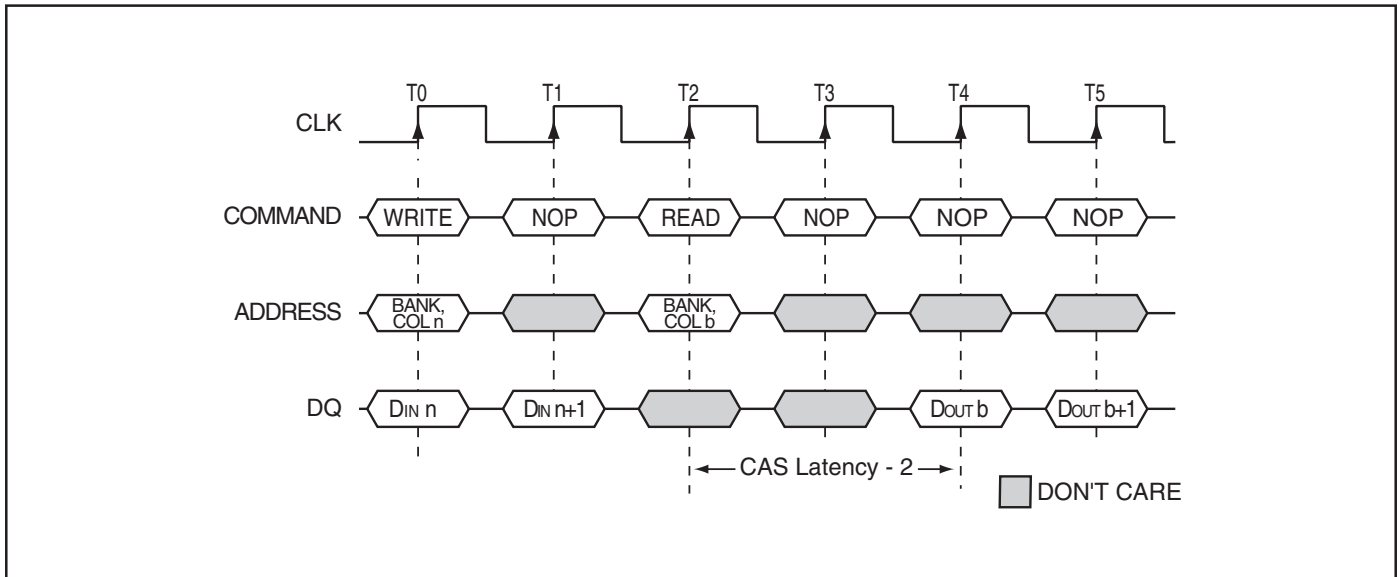 T0 T1 T2 T3 T4 T5
CLK
COMMAND WRITE NOP READ NOP NOP NOP
ADDRESS BANK, COL n BANK, COL b
DQ DIN n DIN n+1 DOUT b DOUT b+1
CAS Latency - 2
DON'T CARE